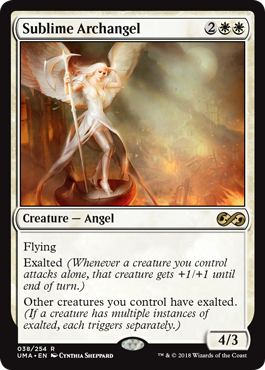 Sublime Archangel 2
Creature — Angel
Flying
Exalted (Whenever a creature you control
attacks alone, that creature gets +1/+1 until
end of turn.)
Other creatures you control have exalted.
(If a creature has multiple instances of
exalted, each triggers separately.)
4/3
038/254 R
UMA • EN Cynthia Sheppard
™ & © 2018 Wizards of the Coast